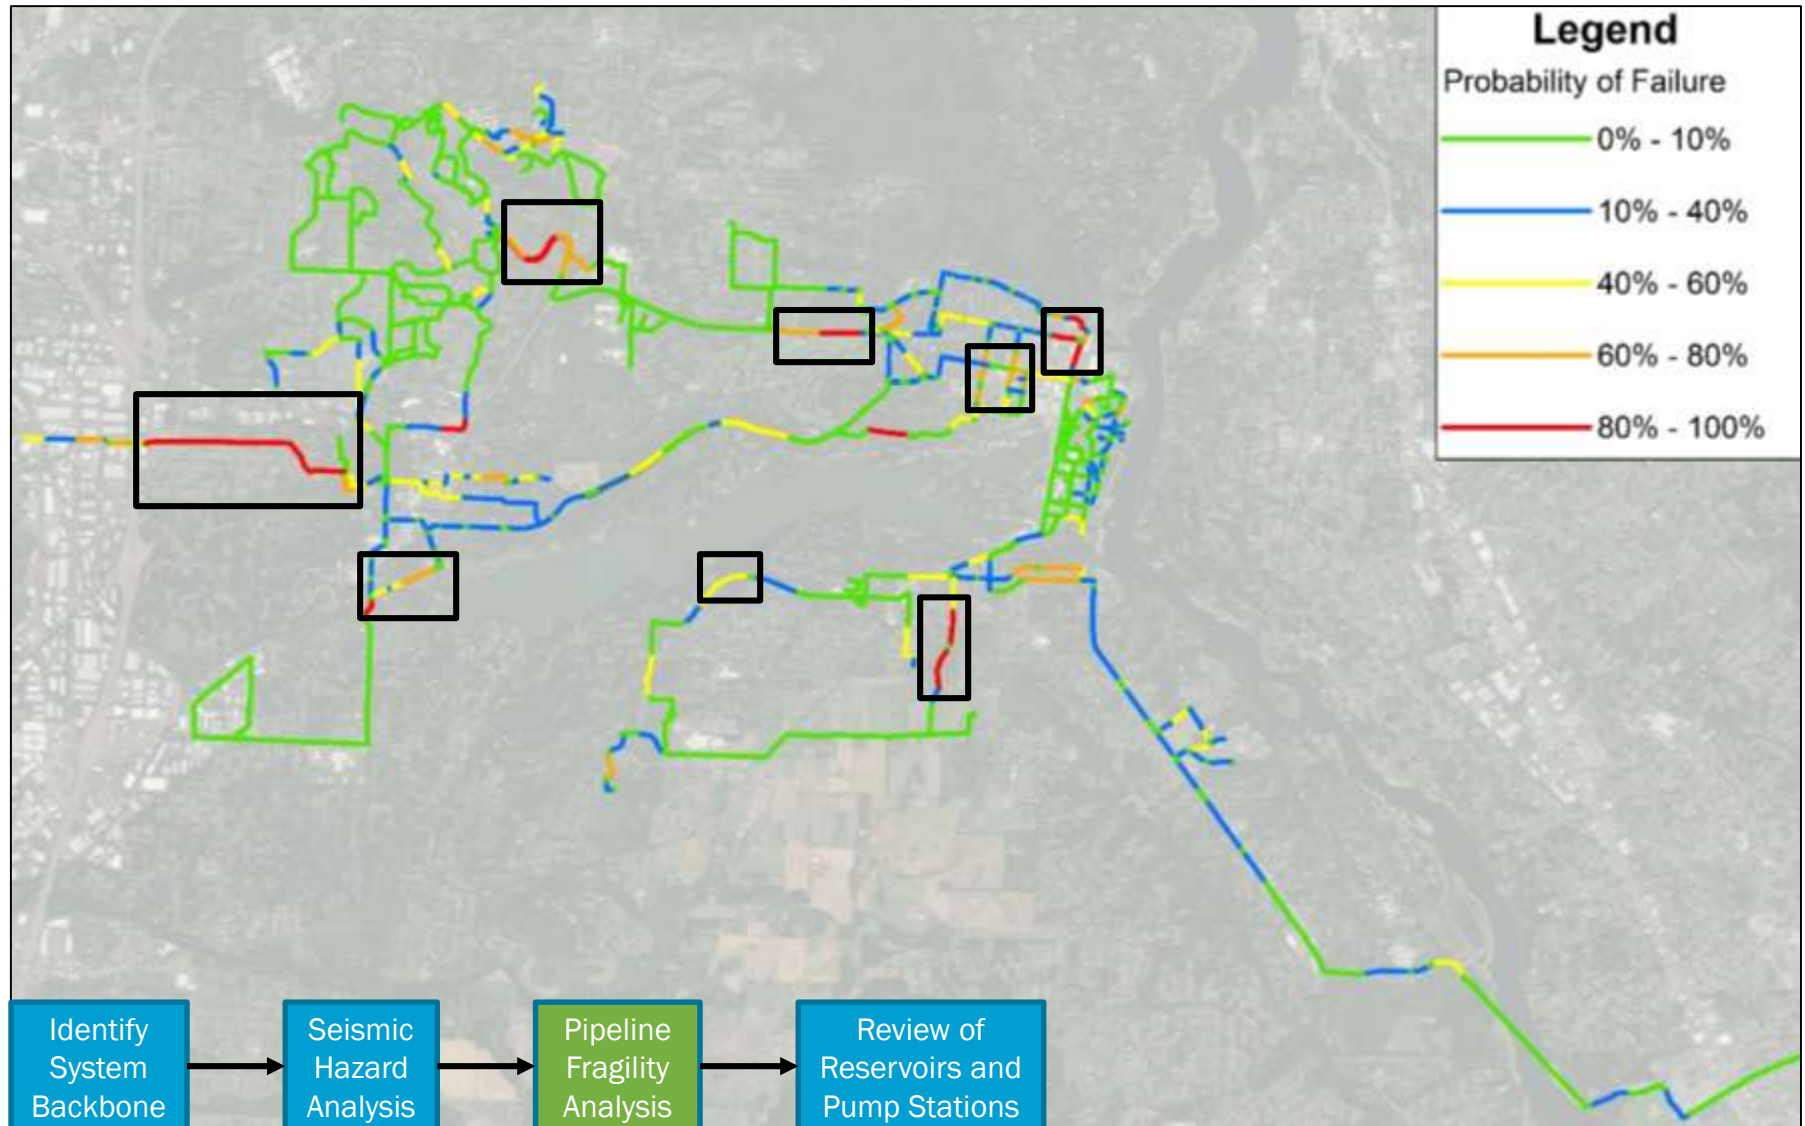 Legend
Probability of Failure
0% - 10%
10% - 40%
40% - 60%
60% - 80%
80% - 100%
Identify
System
Backbone
Seismic
Hazard
Analysis
Pipeline
Fragility
Analysis
Review of
Reservoirs and
Pump Stations